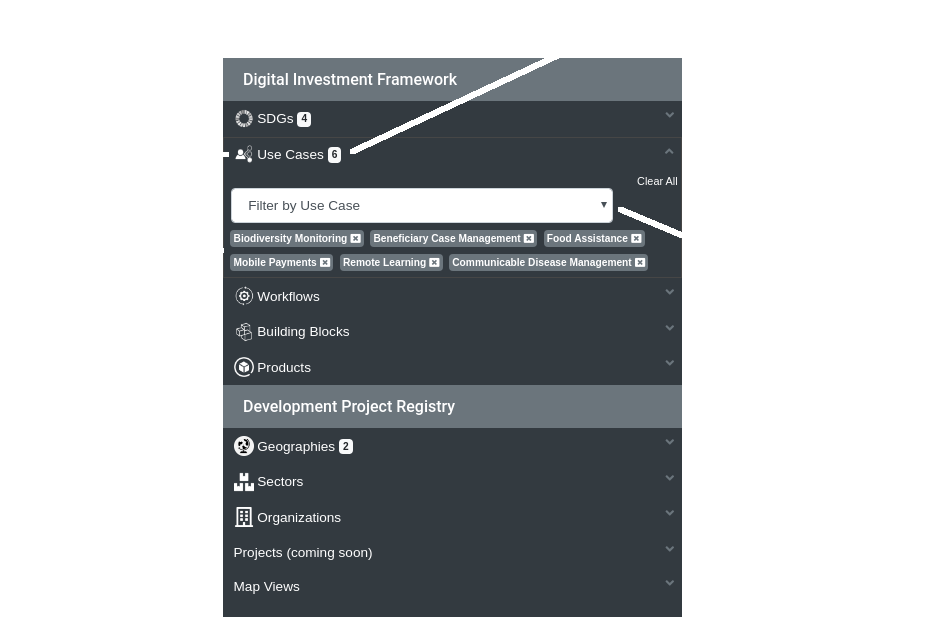 Digital Investment Framework
SDGs 4
Use Cases 6
Clear All
Filter by Use Case
Biodiversity Monitoring Beneficiary Case Management Food Assistance
Mobile Payments Remote Learning Communicable Disease Management
Workflows
Building Blocks
Products
Development Project Registry
Geographies 2
Sectors
Organizations
Projects (coming soon)
Map Views